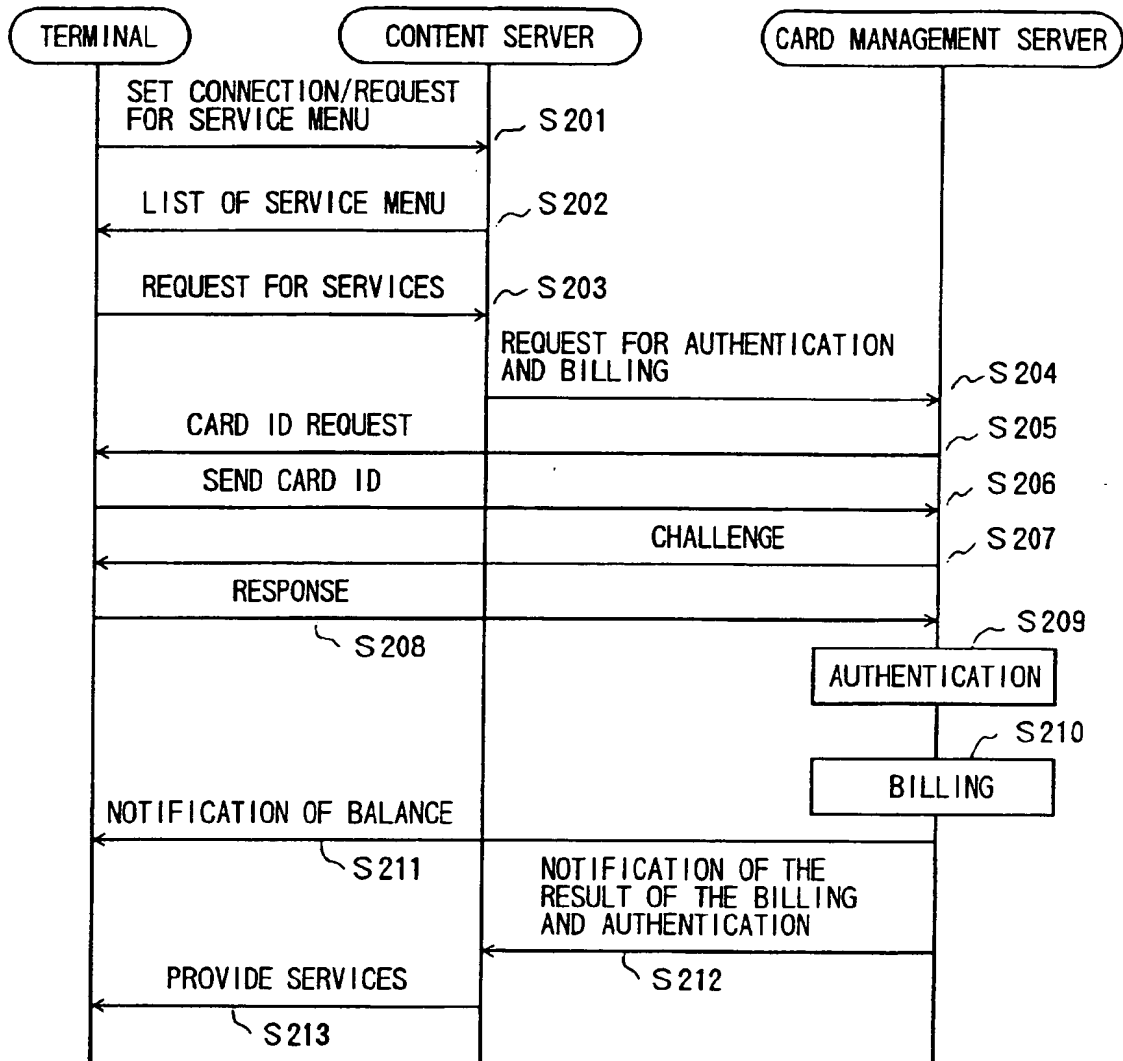 TERMINAL
CONTENT SERVER
CARD MANAGEMENT SERVER
SET CONNECTION/REQUEST
FOR SERVICE MENU
S201
LIST OF SERVICE MENU
S202
REQUEST FOR SERVICES
S203
REQUEST FOR AUTHENTICATION
AND BILLING
S204
CARD ID REQUEST
S205
SEND CARD ID
S206
CHALLENGE
S207
RESPONSE
S208
S209
AUTHENTICATION
S210
BILLING
NOTIFICATION OF BALANCE
S211
NOTIFICATION OF THE
RESULT OF THE BILLING
AND AUTHENTICATION
S212
PROVIDE SERVICES
S213